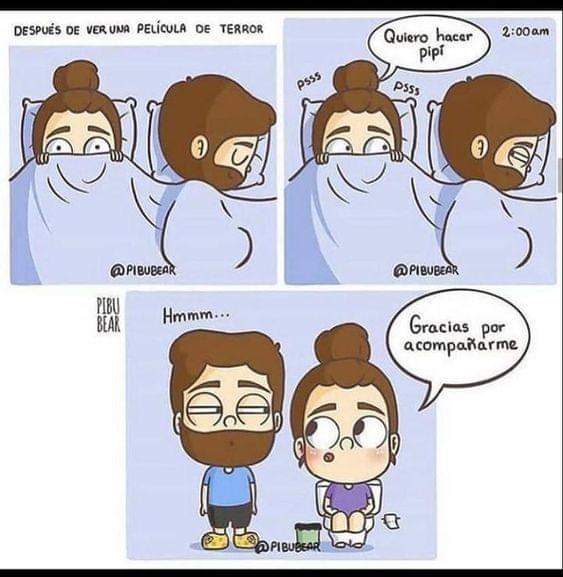 DESPUÉS DE VER UNA PELÍCULA DE TERROR
@PIBUBEAR
2:00am
Quiero hacer
pipí
psss
psss
@PIBUBEAR
PIBU
BEAR
Hmmm...
Gracias por
acompañarme
@PIBUBEAR